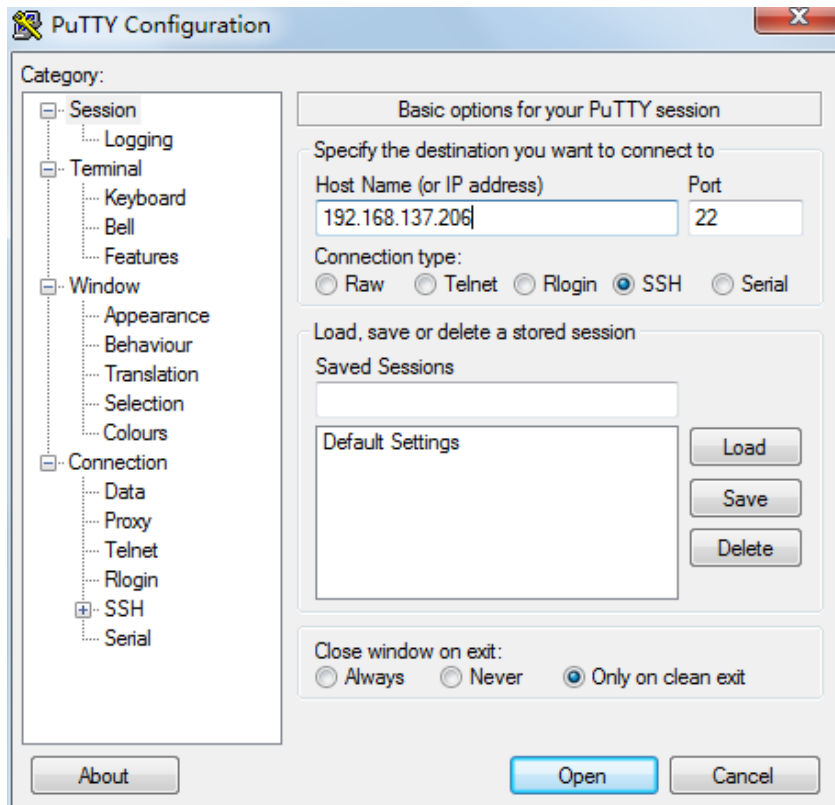 PuTTY Configuration
Category:
Session
Logging
Terminal
Keyboard
Bell
Features
Window
Appearance
Behaviour
Translation
Selection
Colours
Connection
Data
Proxy
Telnet
Rlogin
SSH
Serial
Basic options for your PuTTY session
Specify the destination you want to connect to
Host Name (or IP address) Port
192.168.137.206 22
Connection type:
Raw Telnet Rlogin SSH Serial
Load, save or delete a stored session
Saved Sessions
Default Settings
Load
Save
Delete
Close window on exit:
Always Never Only on clean exit
About Open Cancel